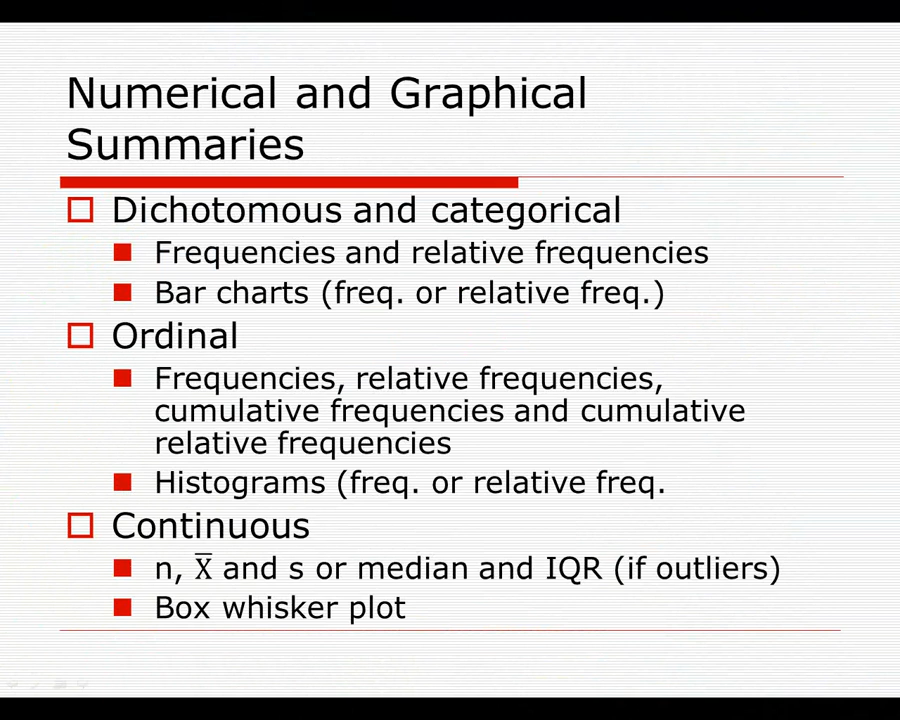 Numerical and Graphical
Summaries
Dichotomous and categorical
Frequencies and relative frequencies
Bar charts (freq. or relative freq.)
Ordinal
Frequencies, relative frequencies,
cumulative frequencies and cumulative
relative frequencies
Histograms (freq. or relative freq.
Continuous
n, X̅ and s or median and IQR (if outliers)
Box whisker plot